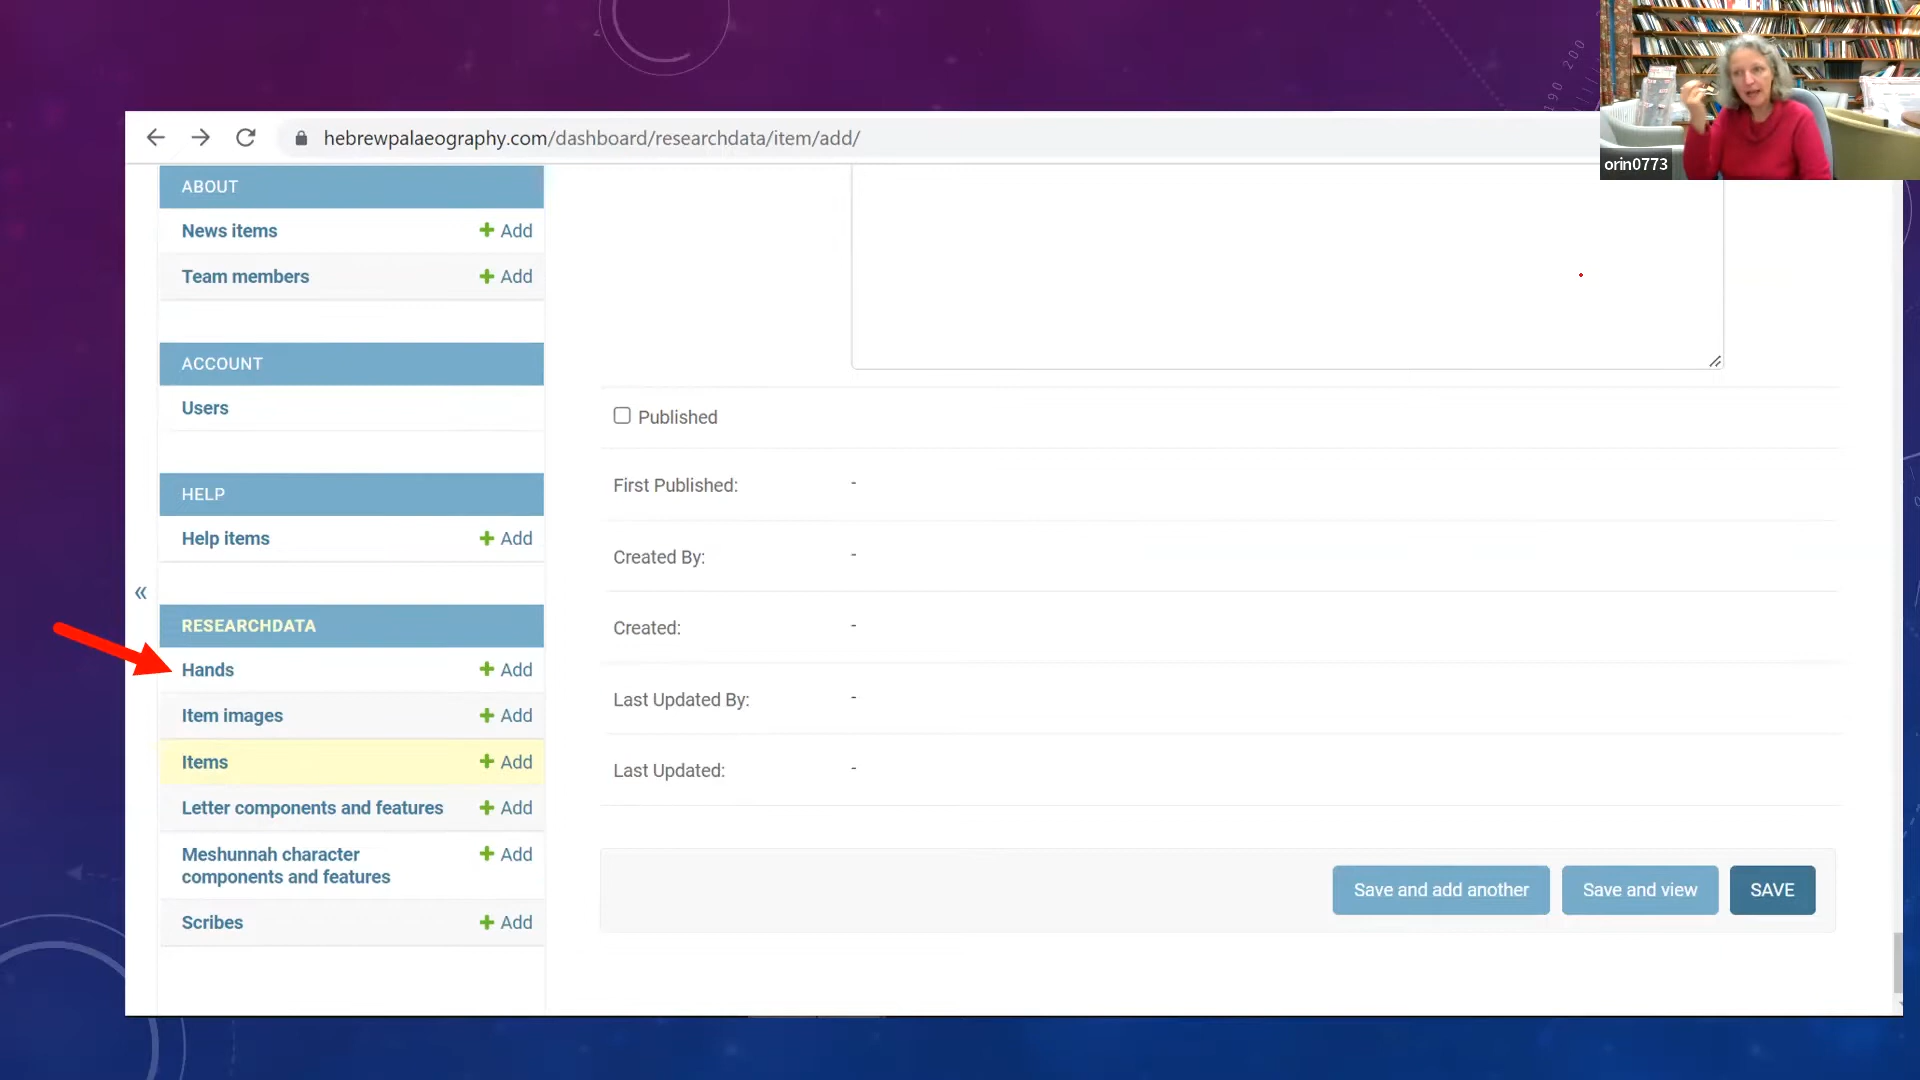 190 200
hebrewpalaeography.com/dashboard/researchdata/item/add/
orin0773
ABOUT
News items + Add
Team members + Add
ACCOUNT
Users
HELP
Help items + Add
«
RESEARCHDATA
Hands + Add
Item images + Add
Items + Add
Letter components and features + Add
Meshunnah character + Add
components and features
Scribes + Add
Published
First Published: -
Created By: -
Created: -
Last Updated By: -
Last Updated: -
Save and add another Save and view SAVE